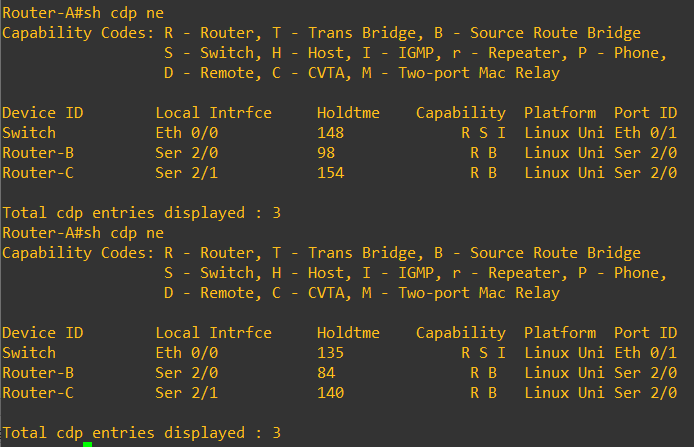 Router-A#sh cdp ne
Capability Codes: R - Router, T - Trans Bridge, B - Source Route Bridge
                  S - Switch, H - Host, I - IGMP, r - Repeater, P - Phone,
                  D - Remote, C - CVTA, M - Two-port Mac Relay

Device ID        Local Intrfce     Holdtme    Capability  Platform  Port ID
Switch           Eth 0/0           148             R S I  Linux Uni Eth 0/1
Router-B         Ser 2/0           98               R B   Linux Uni Ser 2/0
Router-C         Ser 2/1           154              R B   Linux Uni Ser 2/0

Total cdp entries displayed : 3
Router-A#sh cdp ne
Capability Codes: R - Router, T - Trans Bridge, B - Source Route Bridge
                  S - Switch, H - Host, I - IGMP, r - Repeater, P - Phone,
                  D - Remote, C - CVTA, M - Two-port Mac Relay

Device ID        Local Intrfce     Holdtme    Capability  Platform  Port ID
Switch           Eth 0/0           135             R S I  Linux Uni Eth 0/1
Router-B         Ser 2/0           84               R B   Linux Uni Ser 2/0
Router-C         Ser 2/1           140              R B   Linux Uni Ser 2/0

Total cdp entries displayed : 3